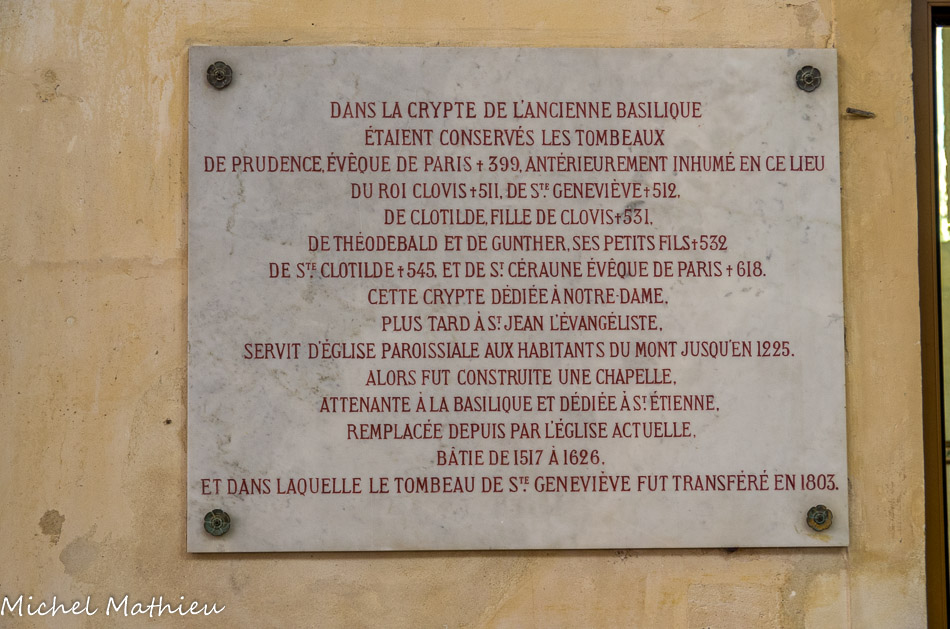 DANS LA CRYPTE DE L'ANCIENNE BASILIQUE
ÉTAIENT CONSERVÉS LES TOMBEAUX
DE PRUDENCE, ÉVÊQUE DE PARIS † 399, ANTÉRIEUREMENT INHUMÉ EN CE LIEU
DU ROI CLOVIS † 511, DE STE GENEVIÈVE † 512,
DE CLOTILDE, FILLE DE CLOVIS † 531,
DE THÉODEBALD ET DE GUNTHER, SES PETITS FILS † 532
DE STE CLOTILDE † 545, ET DE ST CÉRAUNE ÉVÊQUE DE PARIS † 618.
CETTE CRYPTE DÉDIÉE À NOTRE-DAME,
PLUS TARD À ST JEAN L'ÉVANGÉLISTE,
SERVIT D'ÉGLISE PAROISSIALE AUX HABITANTS DU MONT JUSQU'EN 1225.
ALORS FUT CONSTRUITE UNE CHAPELLE,
ATTENANTE À LA BASILIQUE ET DÉDIÉE À ST ÉTIENNE,
REMPLACÉE DEPUIS PAR L'ÉGLISE ACTUELLE,
BÂTIE DE 1517 À 1626,
ET DANS LAQUELLE LE TOMBEAU DE STE GENEVIÈVE FUT TRANSFÉRÉ EN 1803.
Michel Mathieu